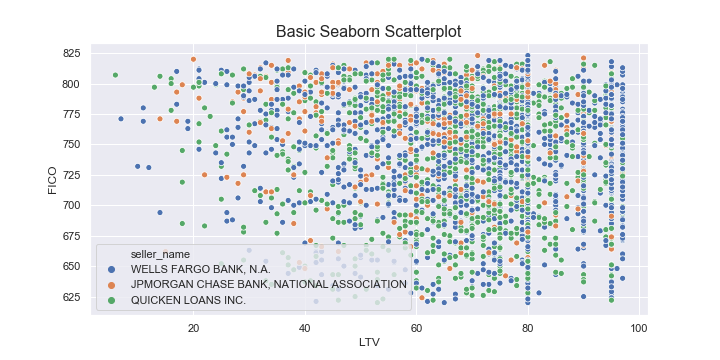 Basic Seaborn Scatterplot
825
800
775
750
725
700
675
650
625
FICO
seller_name
WELLS FARGO BANK, N.A.
JPMORGAN CHASE BANK, NATIONAL ASSOCIATION
QUICKEN LOANS INC.
20 40 60 80 100
LTV